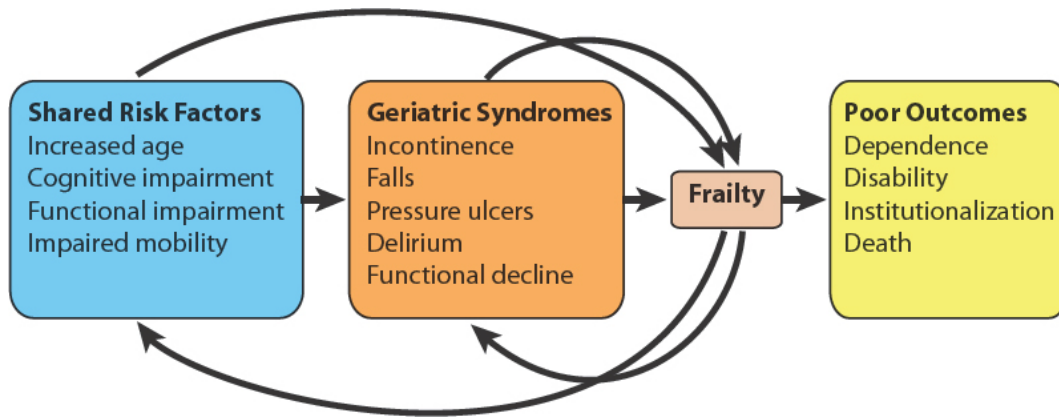 Shared Risk Factors
Increased age
Cognitive impairment
Functional impairment
Impaired mobility
Geriatric Syndromes
Incontinence
Falls
Pressure ulcers
Delirium
Functional decline
Frailty
Poor Outcomes
Dependence
Disability
Institutionalization
Death